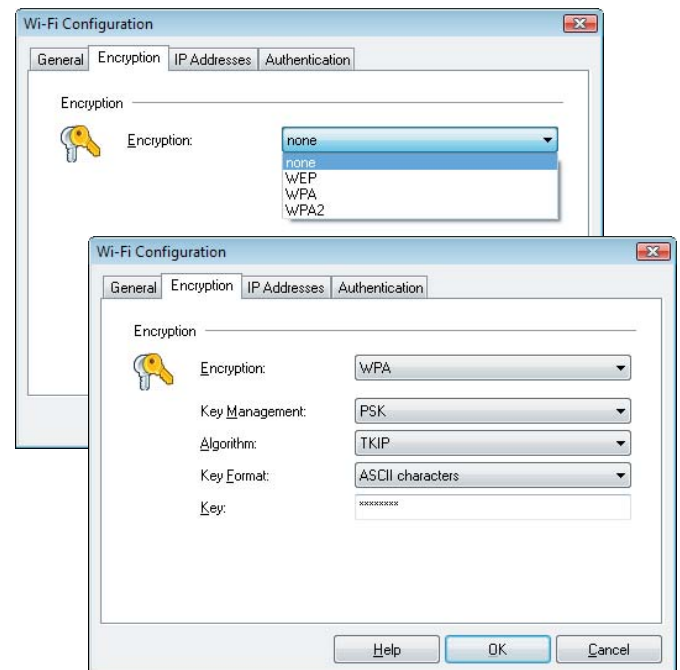 Wi-Fi Configuration
General Encryption IP Addresses Authentication
Encryption
Encryption: none
none
WEP
WPA
WPA2
Wi-Fi Configuration
General Encryption IP Addresses Authentication
Encryption
Encryption: WPA
Key Management: PSK
Algorithm: TKIP
Key Format: ASCII characters
Key: ********
Help OK Cancel